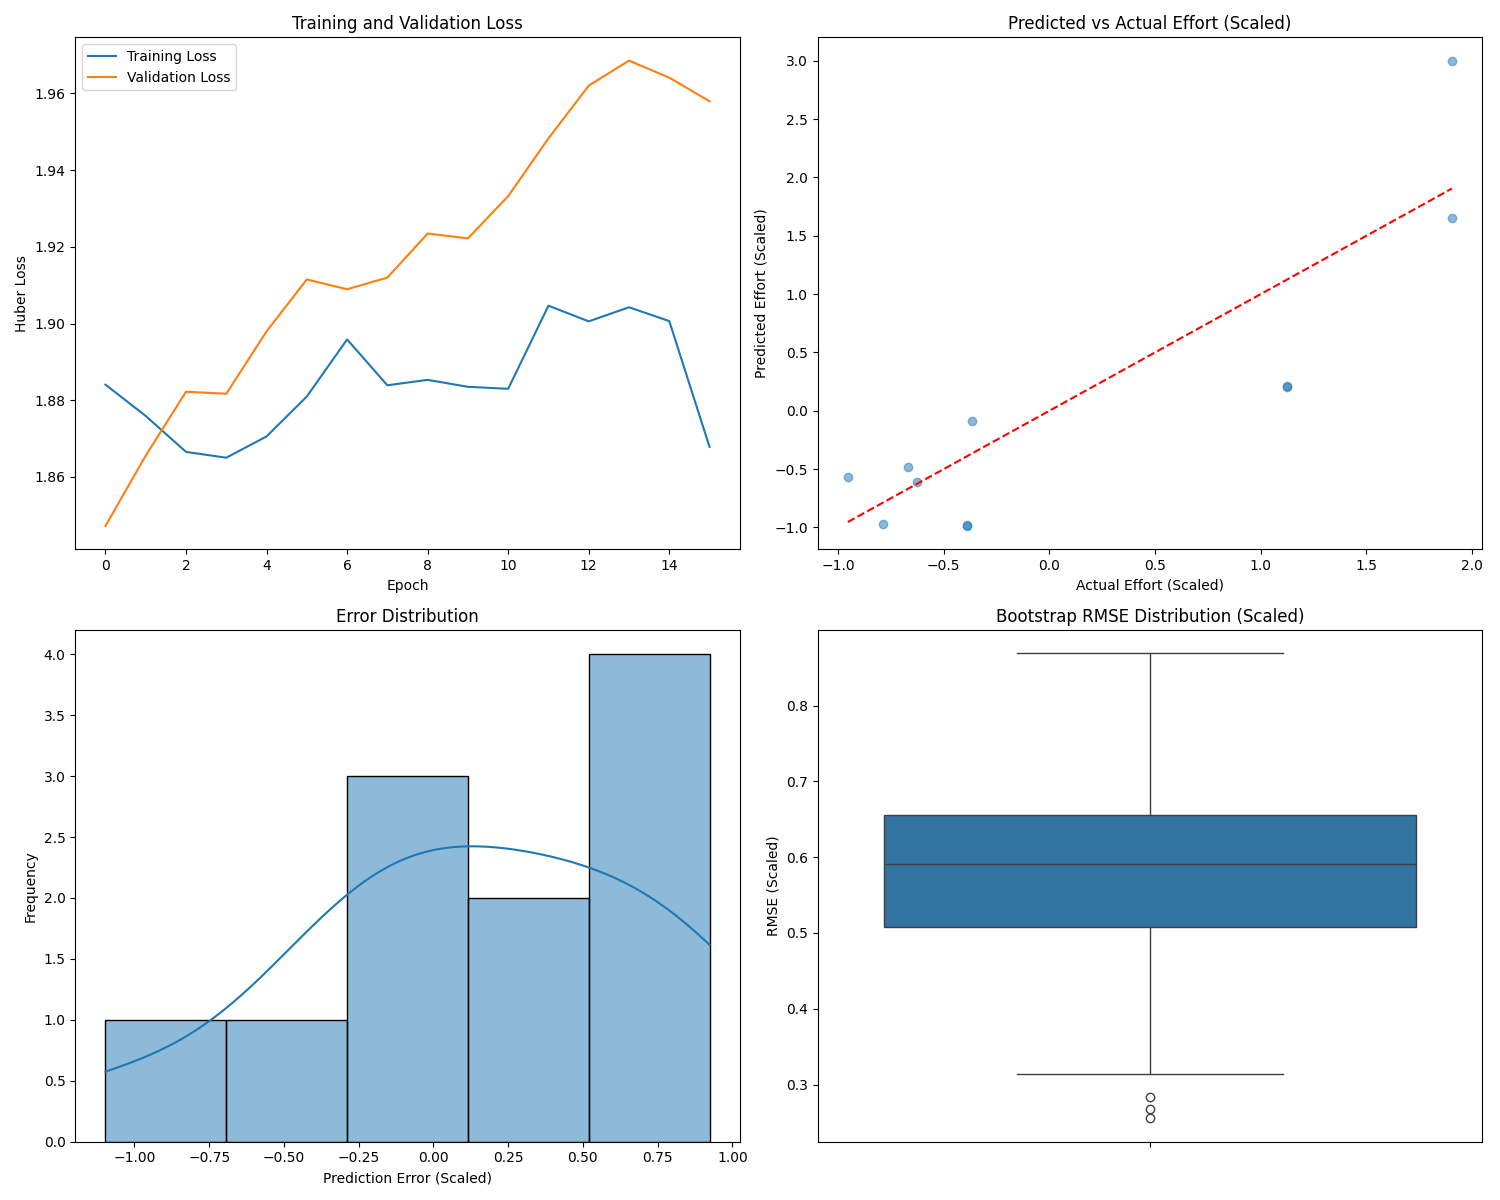 Training and Validation Loss
Training Loss
Validation Loss
1.96
1.94
1.92
1.90
1.88
1.86
Huber Loss
0 2 4 6 8 10 12 14
Epoch
Predicted vs Actual Effort (Scaled)
3.0
2.5
2.0
1.5
1.0
0.5
0.0
−0.5
−1.0
Predicted Effort (Scaled)
−1.0 −0.5 0.0 0.5 1.0 1.5 2.0
Actual Effort (Scaled)
Error Distribution
4.0
3.5
3.0
2.5
2.0
1.5
1.0
0.5
0.0
Frequency
−1.00 −0.75 −0.50 −0.25 0.00 0.25 0.50 0.75 1.00
Prediction Error (Scaled)
Bootstrap RMSE Distribution (Scaled)
0.8
0.7
0.6
0.5
0.4
0.3
RMSE (Scaled)